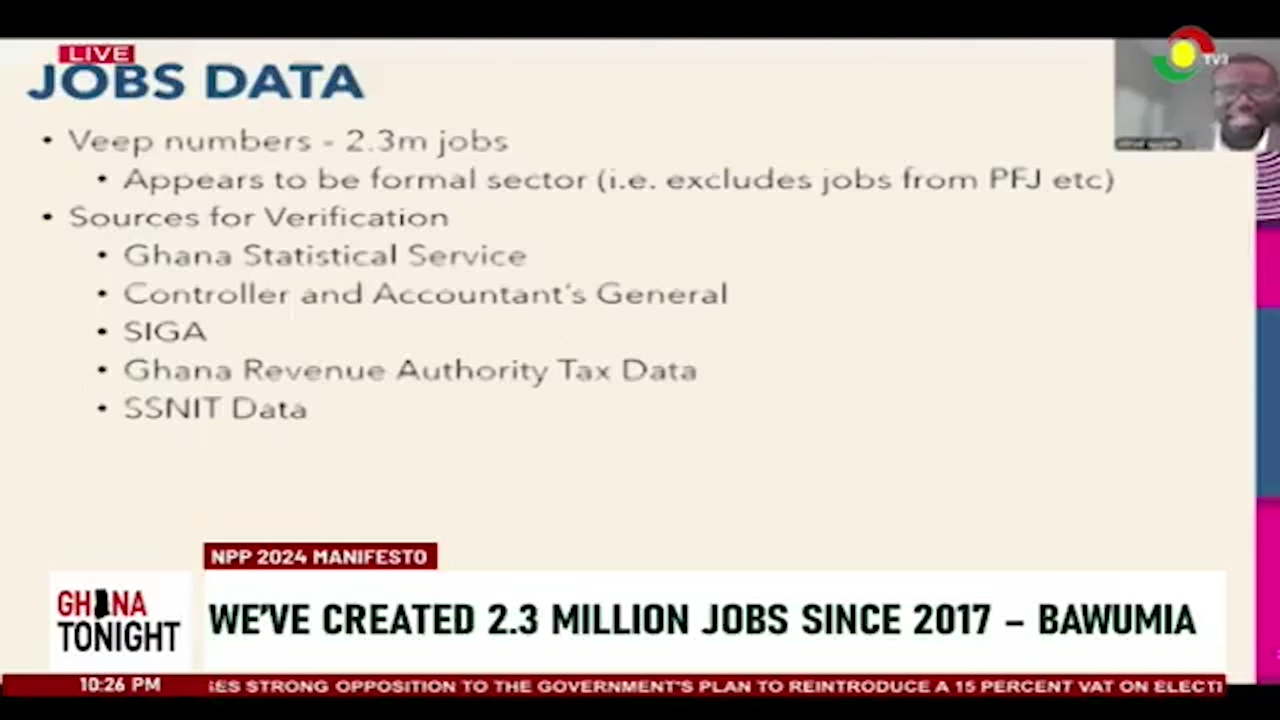 LIVE
JOBS DATA
TV3
• Veep numbers - 2.3m jobs
• Appears to be formal sector (i.e. excludes jobs from PFJ etc)
• Sources for Verification
• Ghana Statistical Service
• Controller and Accountant's General
• SIGA
• Ghana Revenue Authority Tax Data
• SSNIT Data
NPP 2024 MANIFESTO
GHANA
TONIGHT
WE'VE CREATED 2.3 MILLION JOBS SINCE 2017 – BAWUMIA
10:26 PM
STRONG OPPOSITION TO THE GOVERNMENT'S PLAN TO REINTRODUCE A 15 PERCENT VAT ON